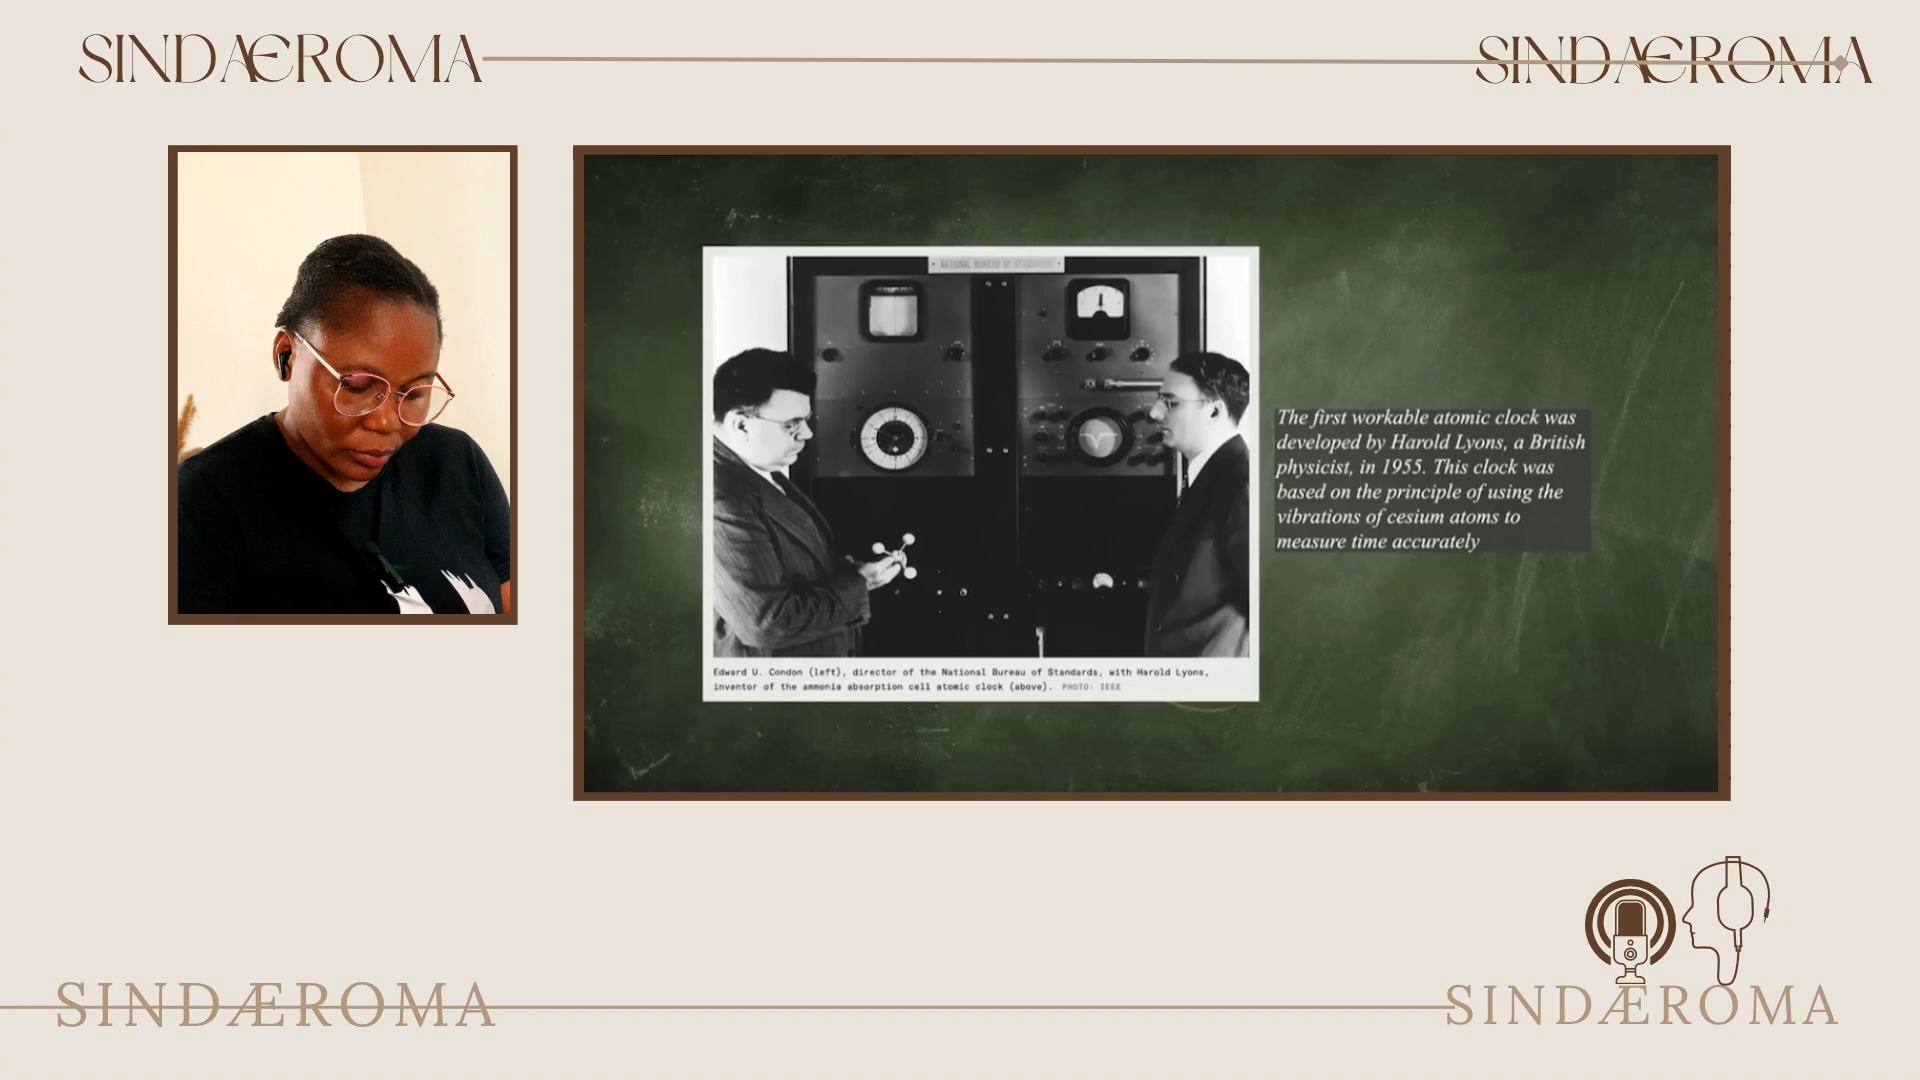 SINDÆROMA
SINDÆROMA
NATIONAL BUREAU OF STANDARDS
The first workable atomic clock was
developed by Harold Lyons, a British
physicist, in 1955. This clock was
based on the principle of using the
vibrations of cesium atoms to
measure time accurately
Edward U. Condon (left), director of the National Bureau of Standards, with Harold Lyons,
inventor of the ammonia absorption cell atomic clock (above). PHOTO: IEEE
SINDÆROMA
SINDÆROMA